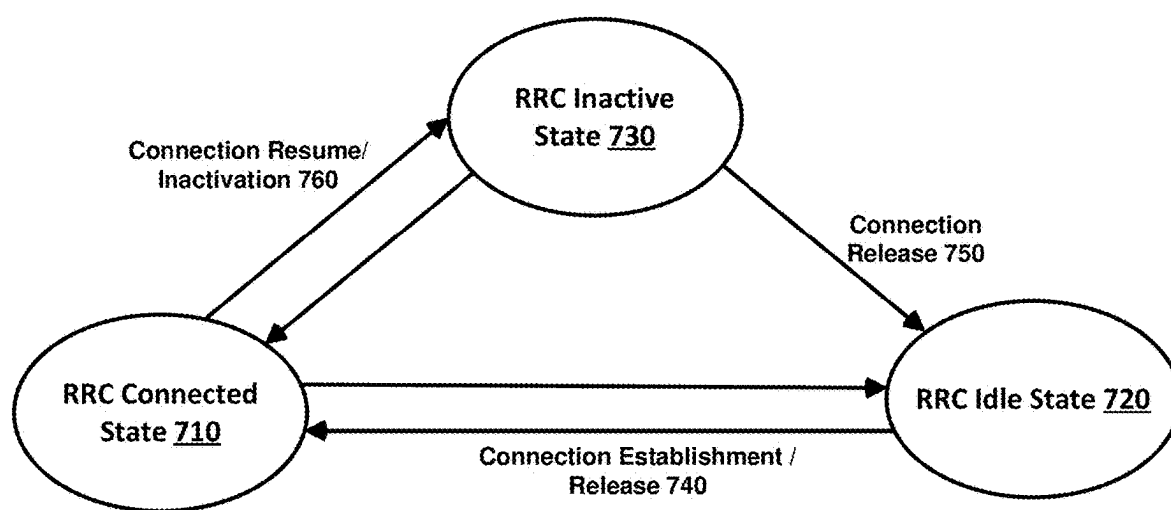 RRC Inactive
State 730
Connection Resume/
Inactivation 760
Connection
Release 750
RRC Connected
State 710
RRC Idle State 720
Connection Establishment /
Release 740